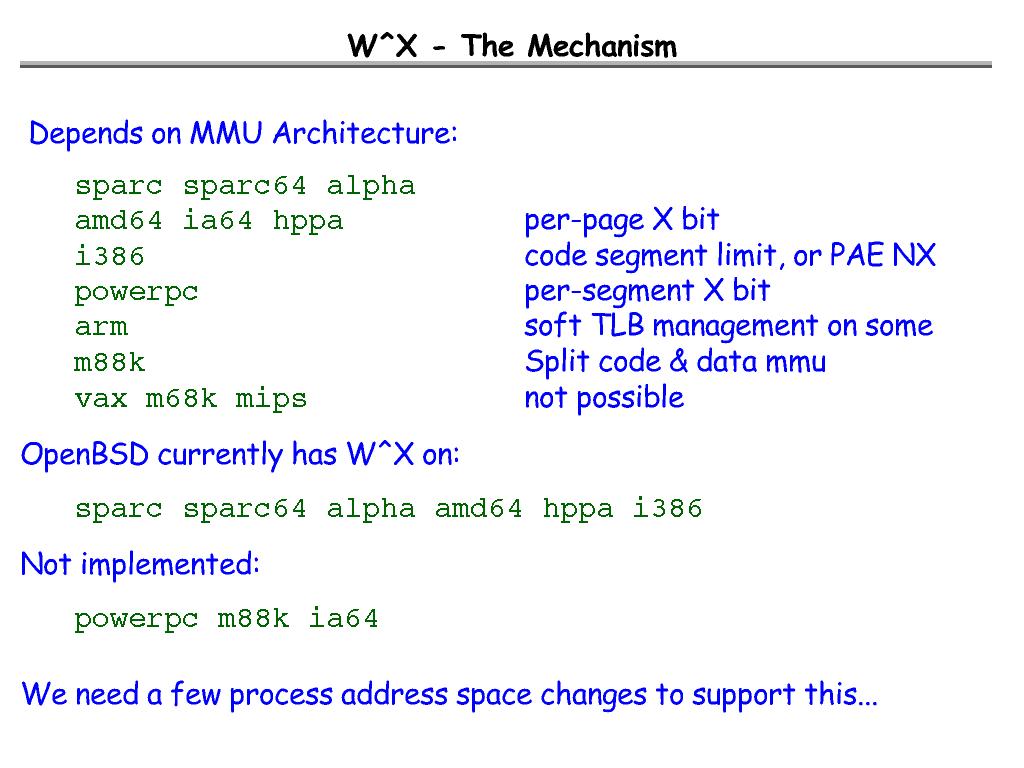 W^X - The Mechanism
Depends on MMU Architecture:
sparc sparc64 alpha
amd64 ia64 hppa per-page X bit
i386 code segment limit, or PAE NX
powerpc per-segment X bit
arm soft TLB management on some
m88k Split code & data mmu
vax m68k mips not possible
OpenBSD currently has W^X on:
sparc sparc64 alpha amd64 hppa i386
Not implemented:
powerpc m88k ia64
We need a few process address space changes to support this...